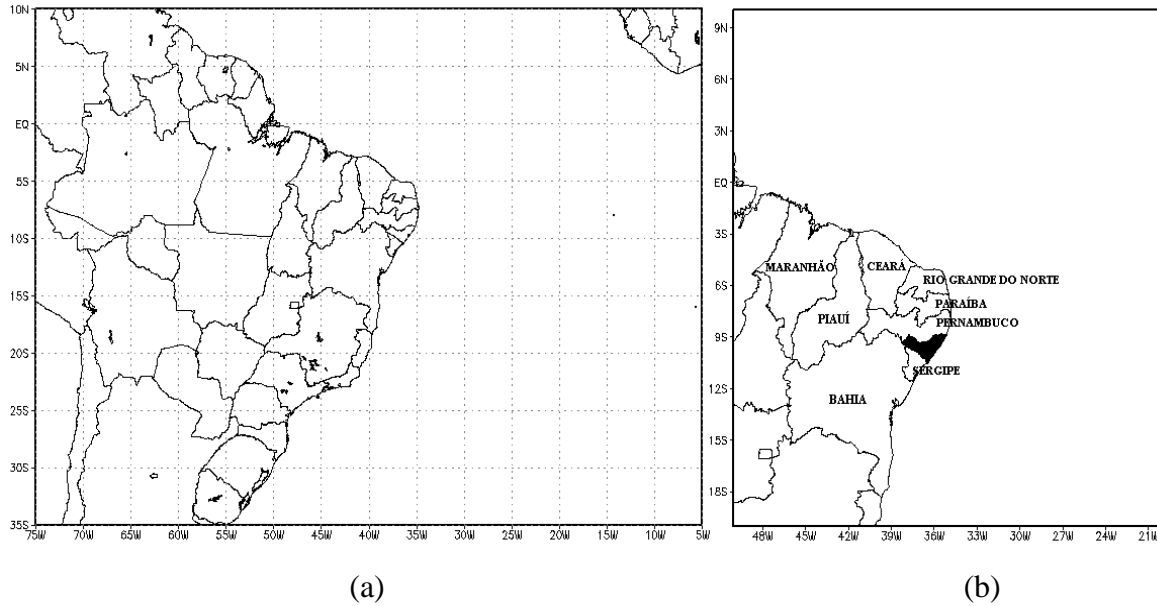 10N
5N
EQ
5S
10S
15S
20S
25S
30S
35S
75W 70W 65W 60W 55W 50W 45W 40W 35W 30W 25W 20W 15W 10W 5W
(a)
9N
6N
3N
EQ
3S
6S
9S
12S
15S
18S
MARANHÃO
CEARÁ
RIO GRANDE DO NORTE
PARAÍBA
PIAUÍ
PERNAMBUCO
SERGIPE
BAHIA
48W 45W 42W 39W 36W 33W 30W 27W 24W 21W
(b)